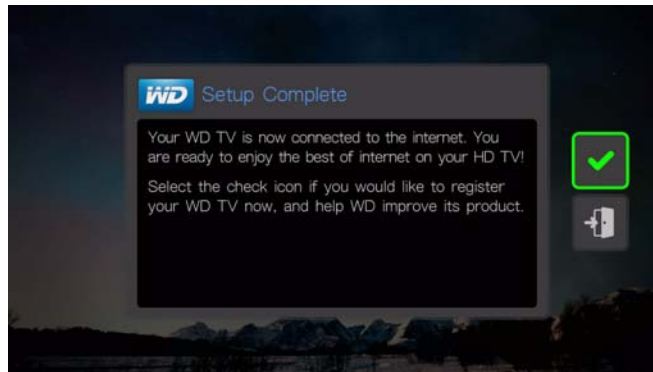 WD Setup Complete
Your WD TV is now connected to the internet. You
are ready to enjoy the best of internet on your HD TV!
Select the check icon if you would like to register
your WD TV now, and help WD improve its product.